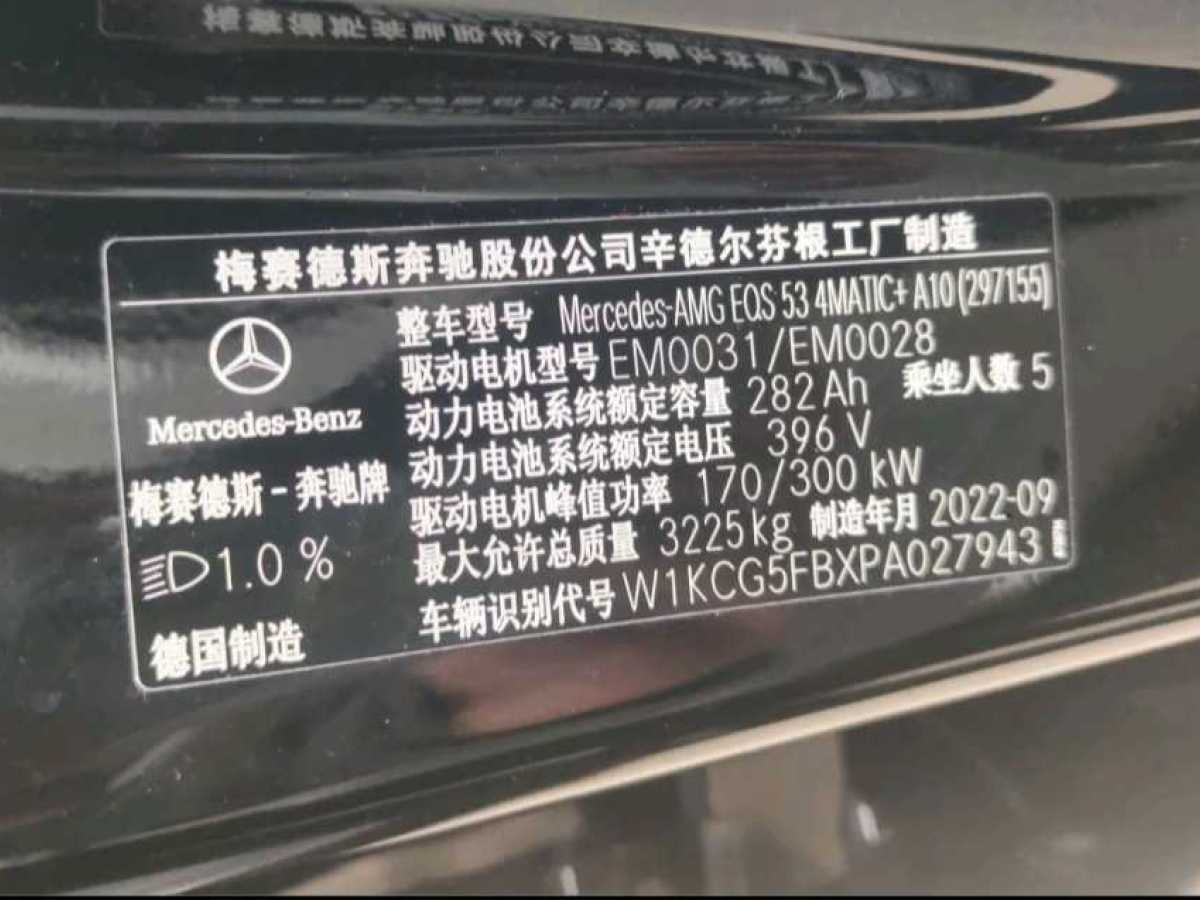 梅赛德斯奔驰股份公司辛德尔芬根工厂制造
整车型号 Mercedes-AMG EQS 53 4MATIC+ A10 (297155)
驱动电机型号 EM0031/EM0028
动力电池系统额定容量 282Ah 乘坐人数 5
动力电池系统额定电压 396 V
驱动电机峰值功率 170/300 kW
最大允许总质量 3225kg 制造年月 2022-09
车辆识别代号 W1KCG5FBXPA027943
Mercedes-Benz
梅赛德斯-奔驰牌
1.0 %
德国制造